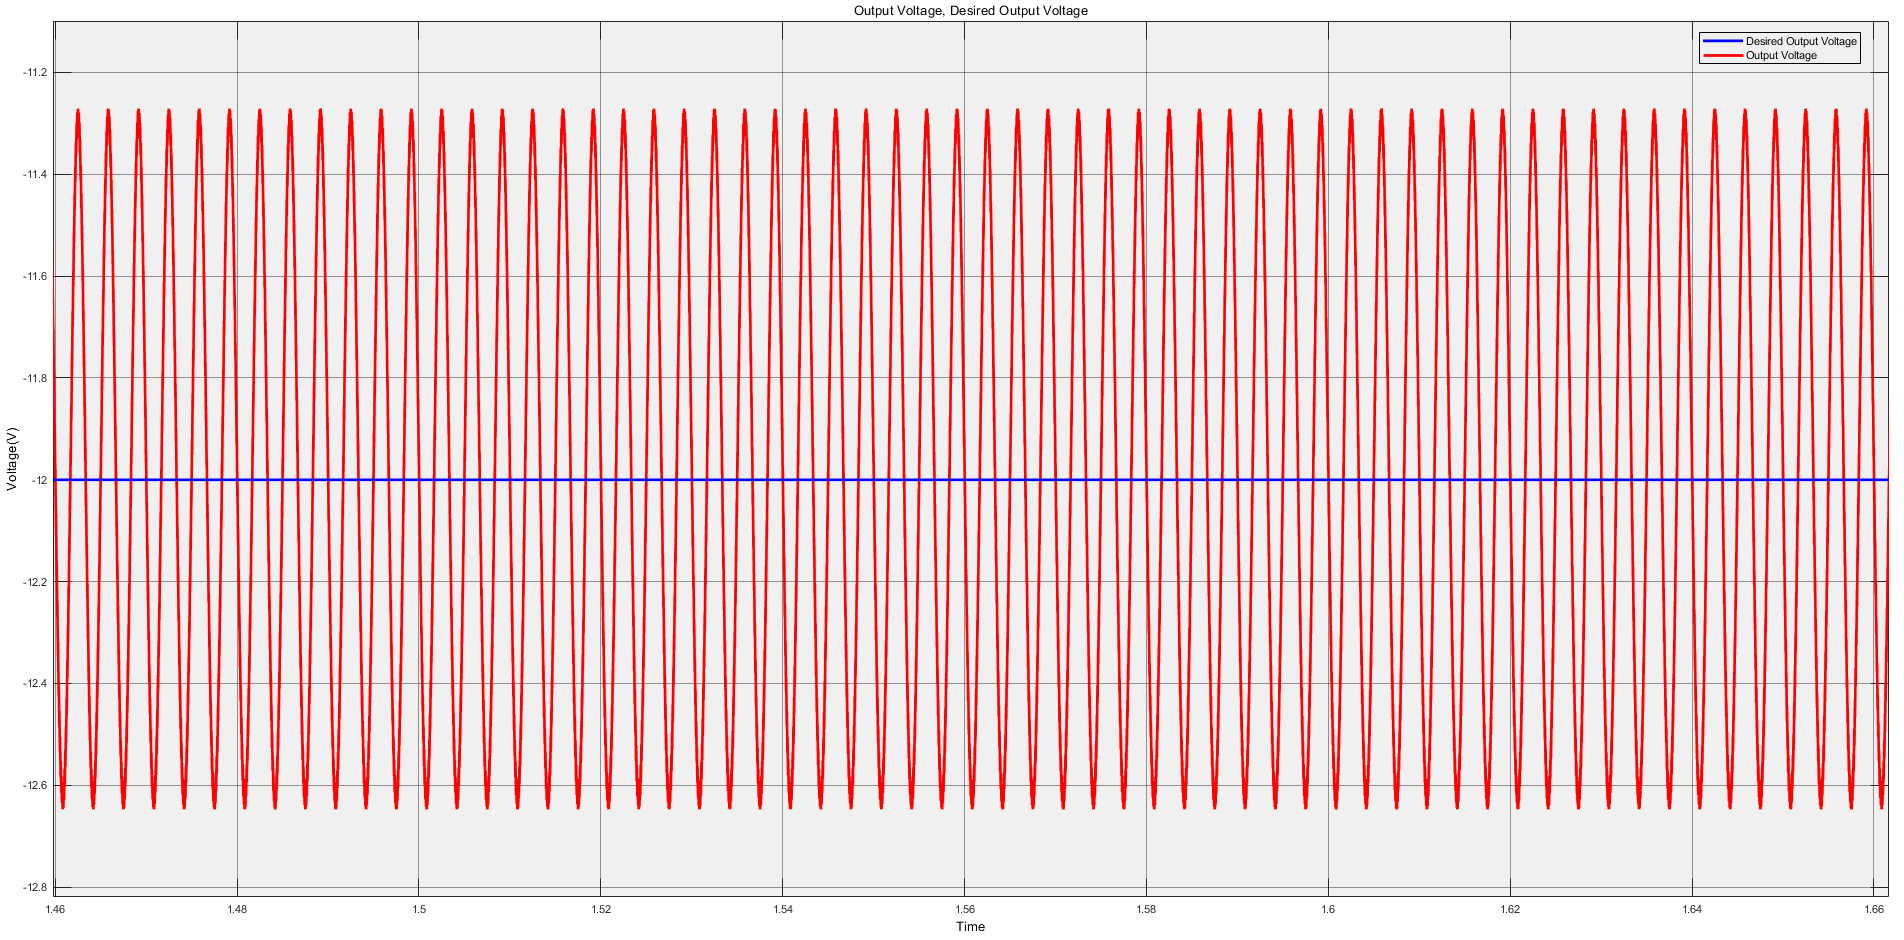 Output Voltage, Desired Output Voltage
Desired Output Voltage
Output Voltage
-11.2
-11.4
-11.6
-11.8
Voltage(V)
-12
-12.2
-12.4
-12.6
-12.8
1.46 1.48 1.5 1.52 1.54 1.56 1.58 1.6 1.62 1.64 1.66
Time